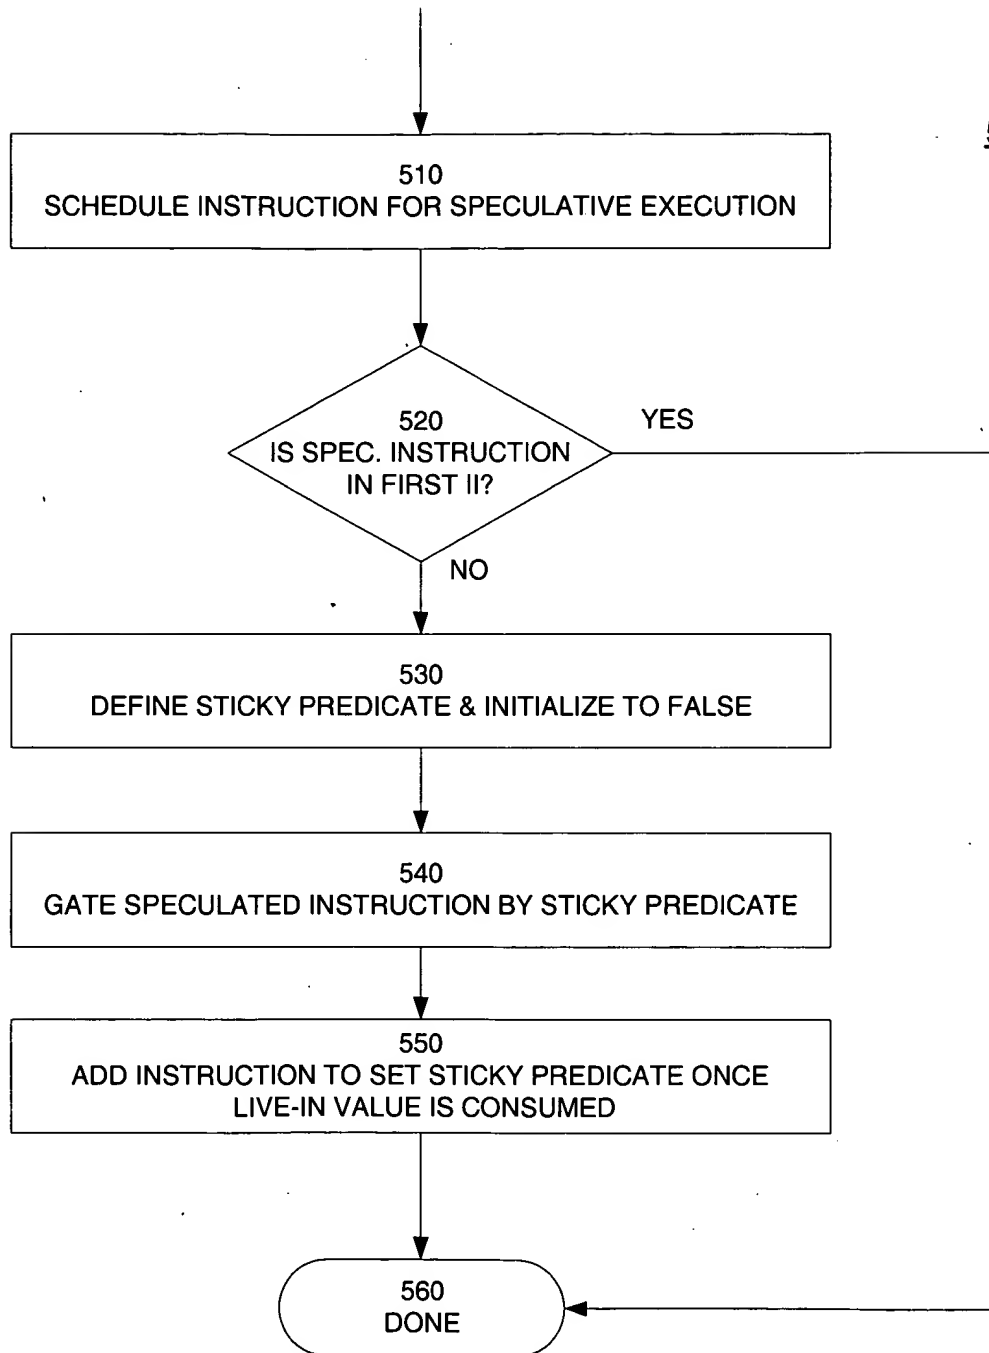 510
SCHEDULE INSTRUCTION FOR SPECULATIVE EXECUTION
520
IS SPEC. INSTRUCTION
IN FIRST II?
YES
NO
530
DEFINE STICKY PREDICATE & INITIALIZE TO FALSE
540
GATE SPECULATED INSTRUCTION BY STICKY PREDICATE
550
ADD INSTRUCTION TO SET STICKY PREDICATE ONCE
LIVE-IN VALUE IS CONSUMED
560
DONE